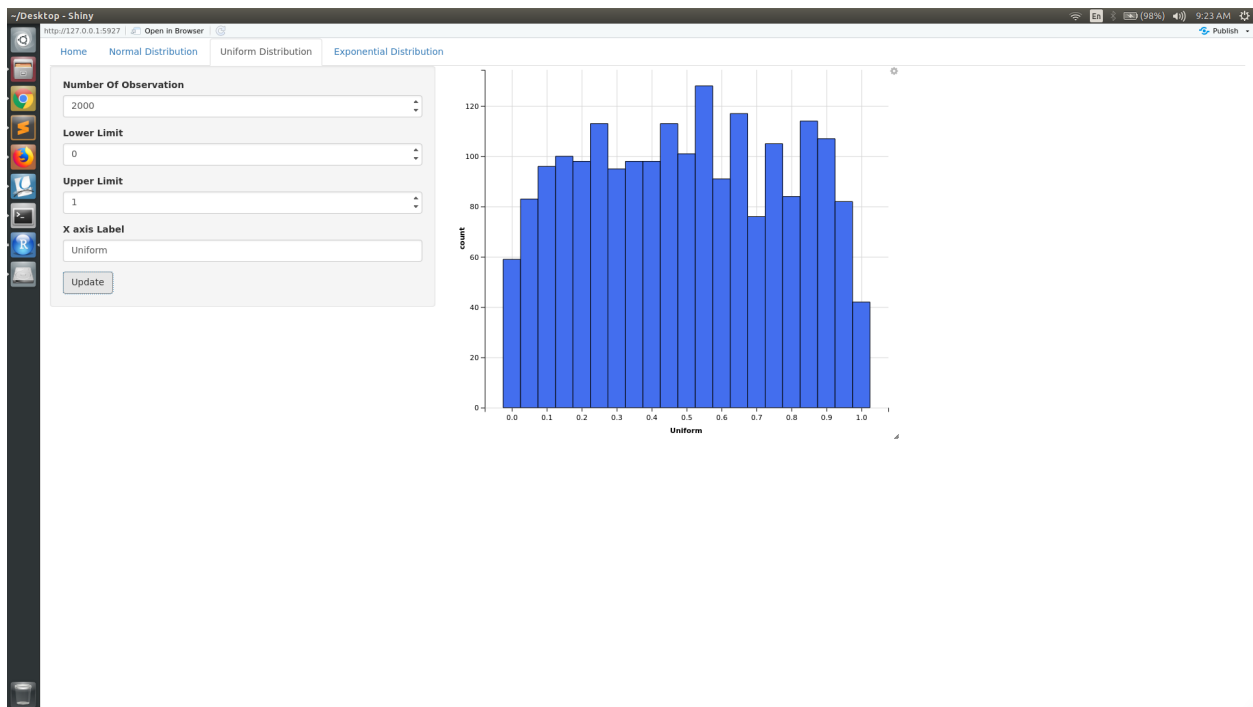 ~/Desktop - Shiny
En (98%) 9:23 AM
http://127.0.0.1:5927 Open in Browser Publish
Home Normal Distribution Uniform Distribution Exponential Distribution
Number Of Observation
2000
Lower Limit
0
Upper Limit
1
X axis Label
Uniform
Update
count
120
100
80
60
40
20
0
0.0 0.1 0.2 0.3 0.4 0.5 0.6 0.7 0.8 0.9 1.0
Uniform